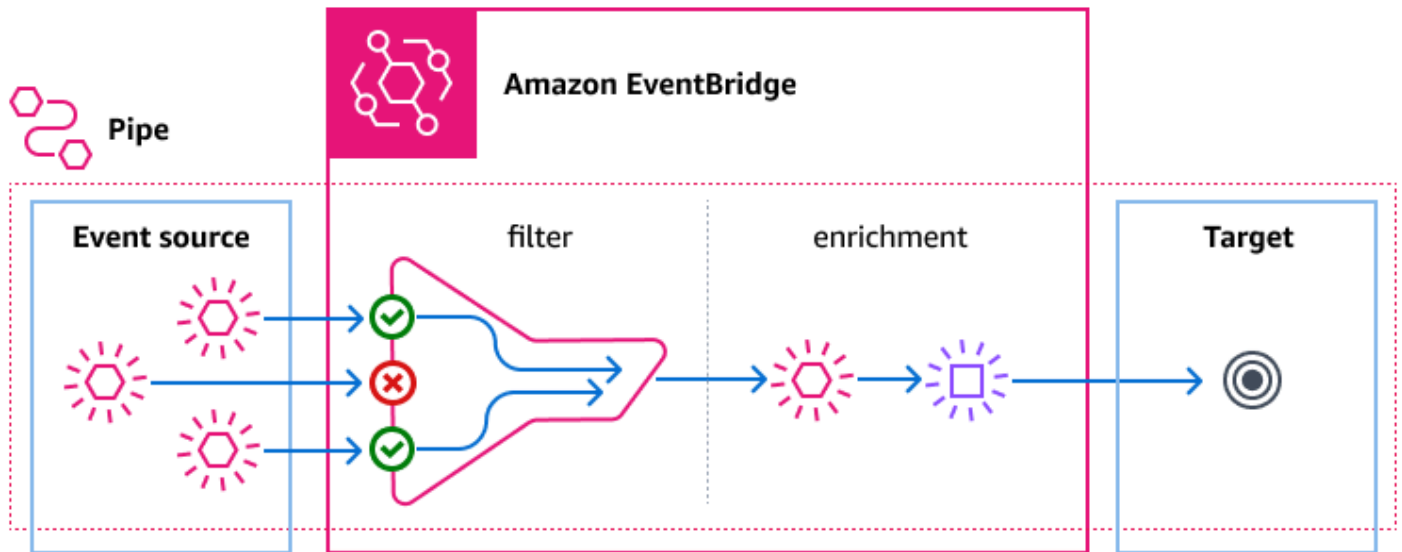 Amazon EventBridge
Pipe
Event source
filter
enrichment
Target